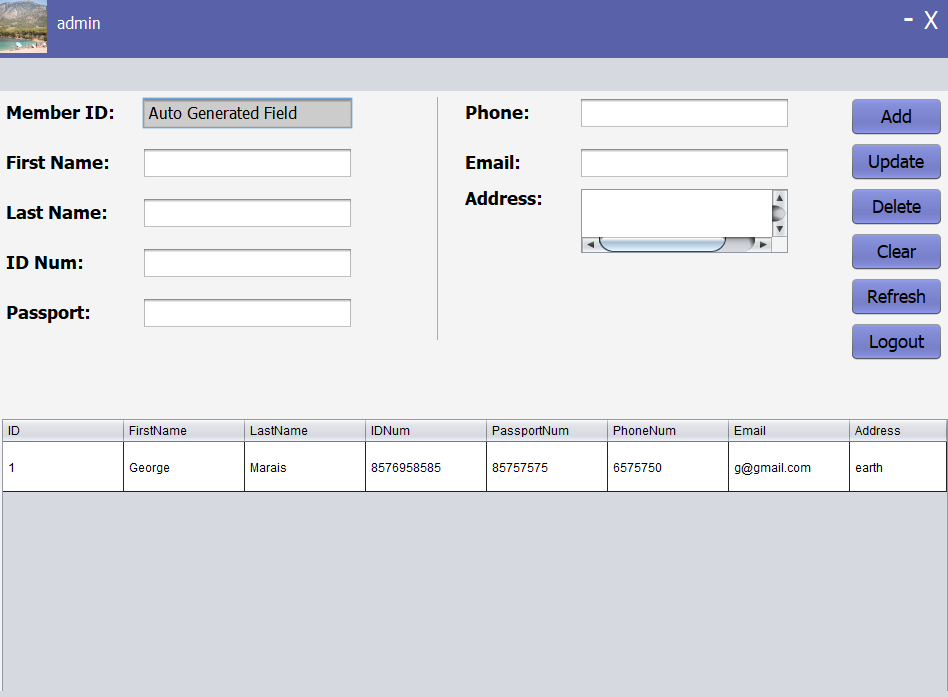 admin
- X
Member ID: Auto Generated Field
First Name:
Last Name:
ID Num:
Passport:
Phone:
Email:
Address:
Add
Update
Delete
Clear
Refresh
Logout
ID FirstName LastName IDNum PassportNum PhoneNum Email Address
1 George Marais 8576958585 85757575 6575750 g@gmail.com earth